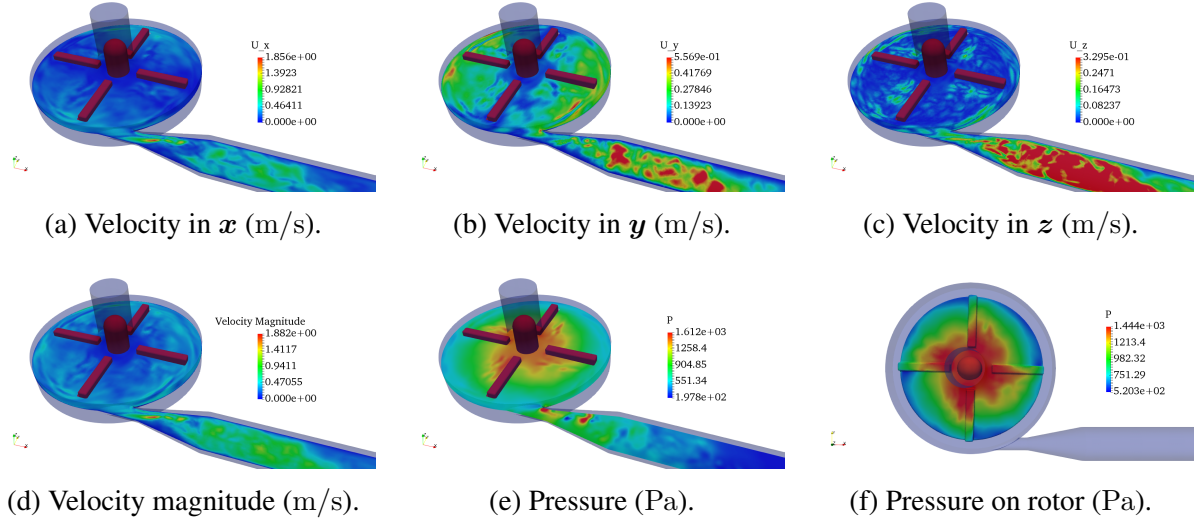 U_x
1.856e+00
1.3923
0.92821
0.46411
0.000e+00
(a) Velocity in x (m/s).
U_y
5.569e-01
0.41769
0.27846
0.13923
0.000e+00
(b) Velocity in y (m/s).
U_z
3.295e-01
0.2471
0.16473
0.08237
0.000e+00
(c) Velocity in z (m/s).
Velocity Magnitude
1.882e+00
1.4117
0.9411
0.47055
0.000e+00
(d) Velocity magnitude (m/s).
P
1.612e+03
1258.4
904.85
551.34
1.978e+02
(e) Pressure (Pa).
P
1.444e+03
1213.4
982.32
751.29
5.203e+02
(f) Pressure on rotor (Pa).